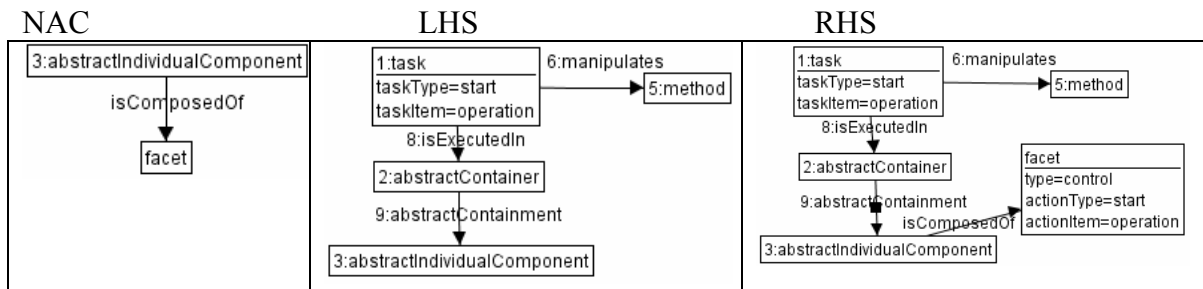 NAC
LHS
RHS
3:abstractIndividualComponent
isComposedOf
facet
1:task
taskType=start
taskItem=operation
6:manipulates
5:method
8:isExecutedIn
2:abstractContainer
9:abstractContainment
3:abstractIndividualComponent
1:task
taskType=start
taskItem=operation
6:manipulates
5:method
8:isExecutedIn
2:abstractContainer
9:abstractContainment
isComposedOf
facet
type=control
actionType=start
actionItem=operation
3:abstractIndividualComponent